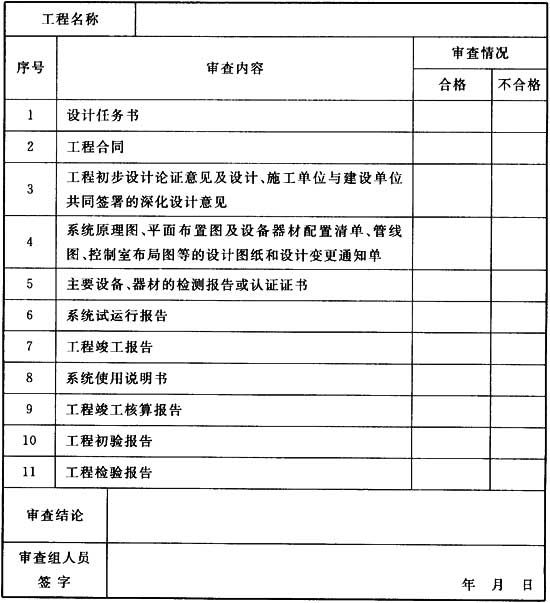 工程名称
序号
审查内容
审查情况
合格
不合格
1
设计任务书
2
工程合同
3
工程初步设计论证意见及设计、施工单位与建设单位
共同签署的深化设计意见
4
系统原理图、平面布置图及设备器材配置清单、管线
图、控制室布局图等的设计图纸和设计变更通知单
5
主要设备、器材的检测报告或认证证书
6
系统试运行报告
7
工程竣工报告
8
系统使用说明书
9
工程竣工核算报告
10
工程初验报告
11
工程检验报告
审查结论
审查组人员
签字
年 月 日